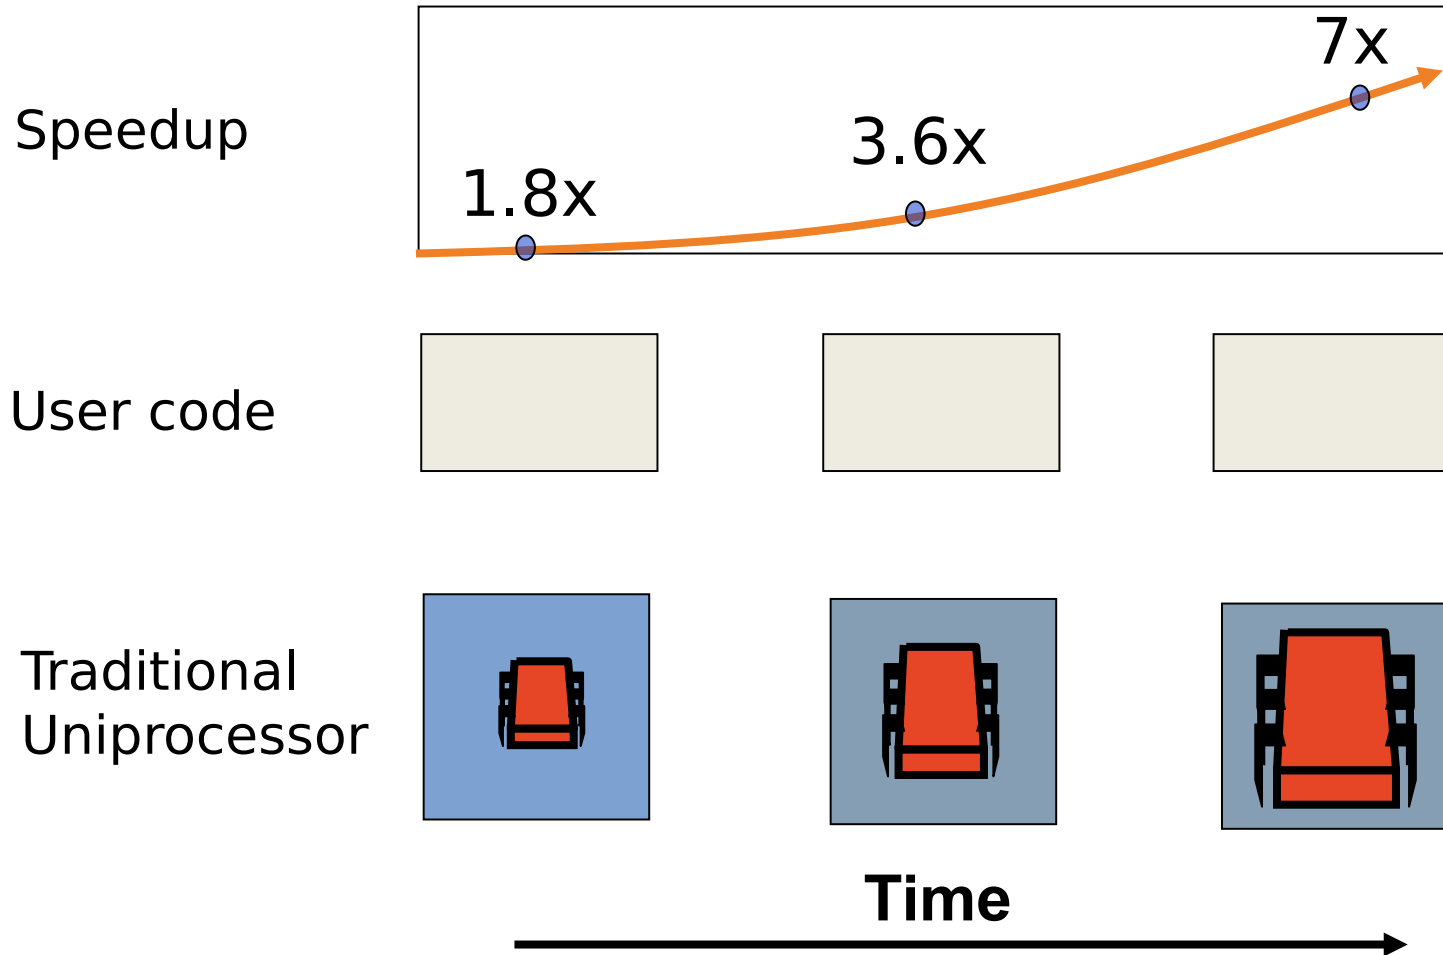 7x
3.6x
1.8x
Speedup
User code
Traditional
Uniprocessor
Time